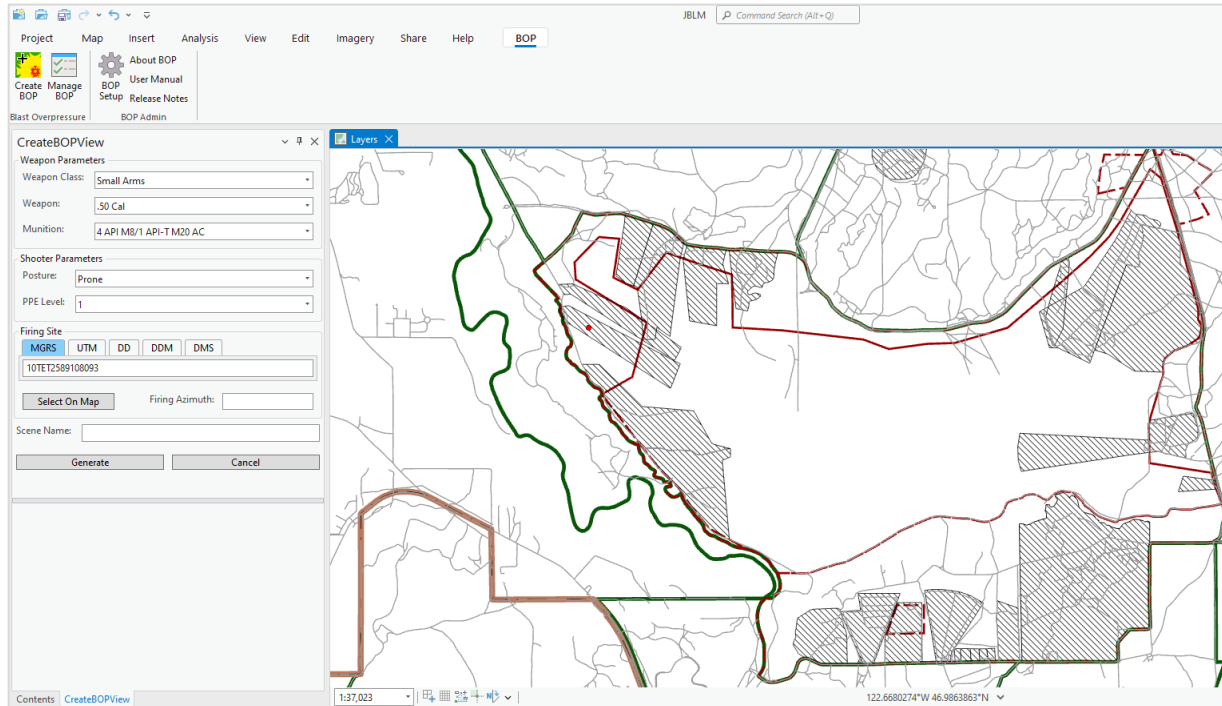 JBLM
Command Search (Alt+Q)
Project Map Insert Analysis View Edit Imagery Share Help BOP
Create BOP
Manage BOP
BOP Setup
About BOP
User Manual
Release Notes
Blast Overpressure
BOP Admin
CreateBOPView
Weapon Parameters
Weapon Class: Small Arms
Weapon: .50 Cal
Munition: 4 API M8/1 API-T M20 AC
Shooter Parameters
Posture: Prone
PPE Level: 1
Firing Site
MGRS UTM DD DDM DMS
10TET2589108093
Select On Map Firing Azimuth:
Scene Name:
Generate Cancel
Contents CreateBOPView
Layers
1:37,023
122.6680274°W 46.9863863°N